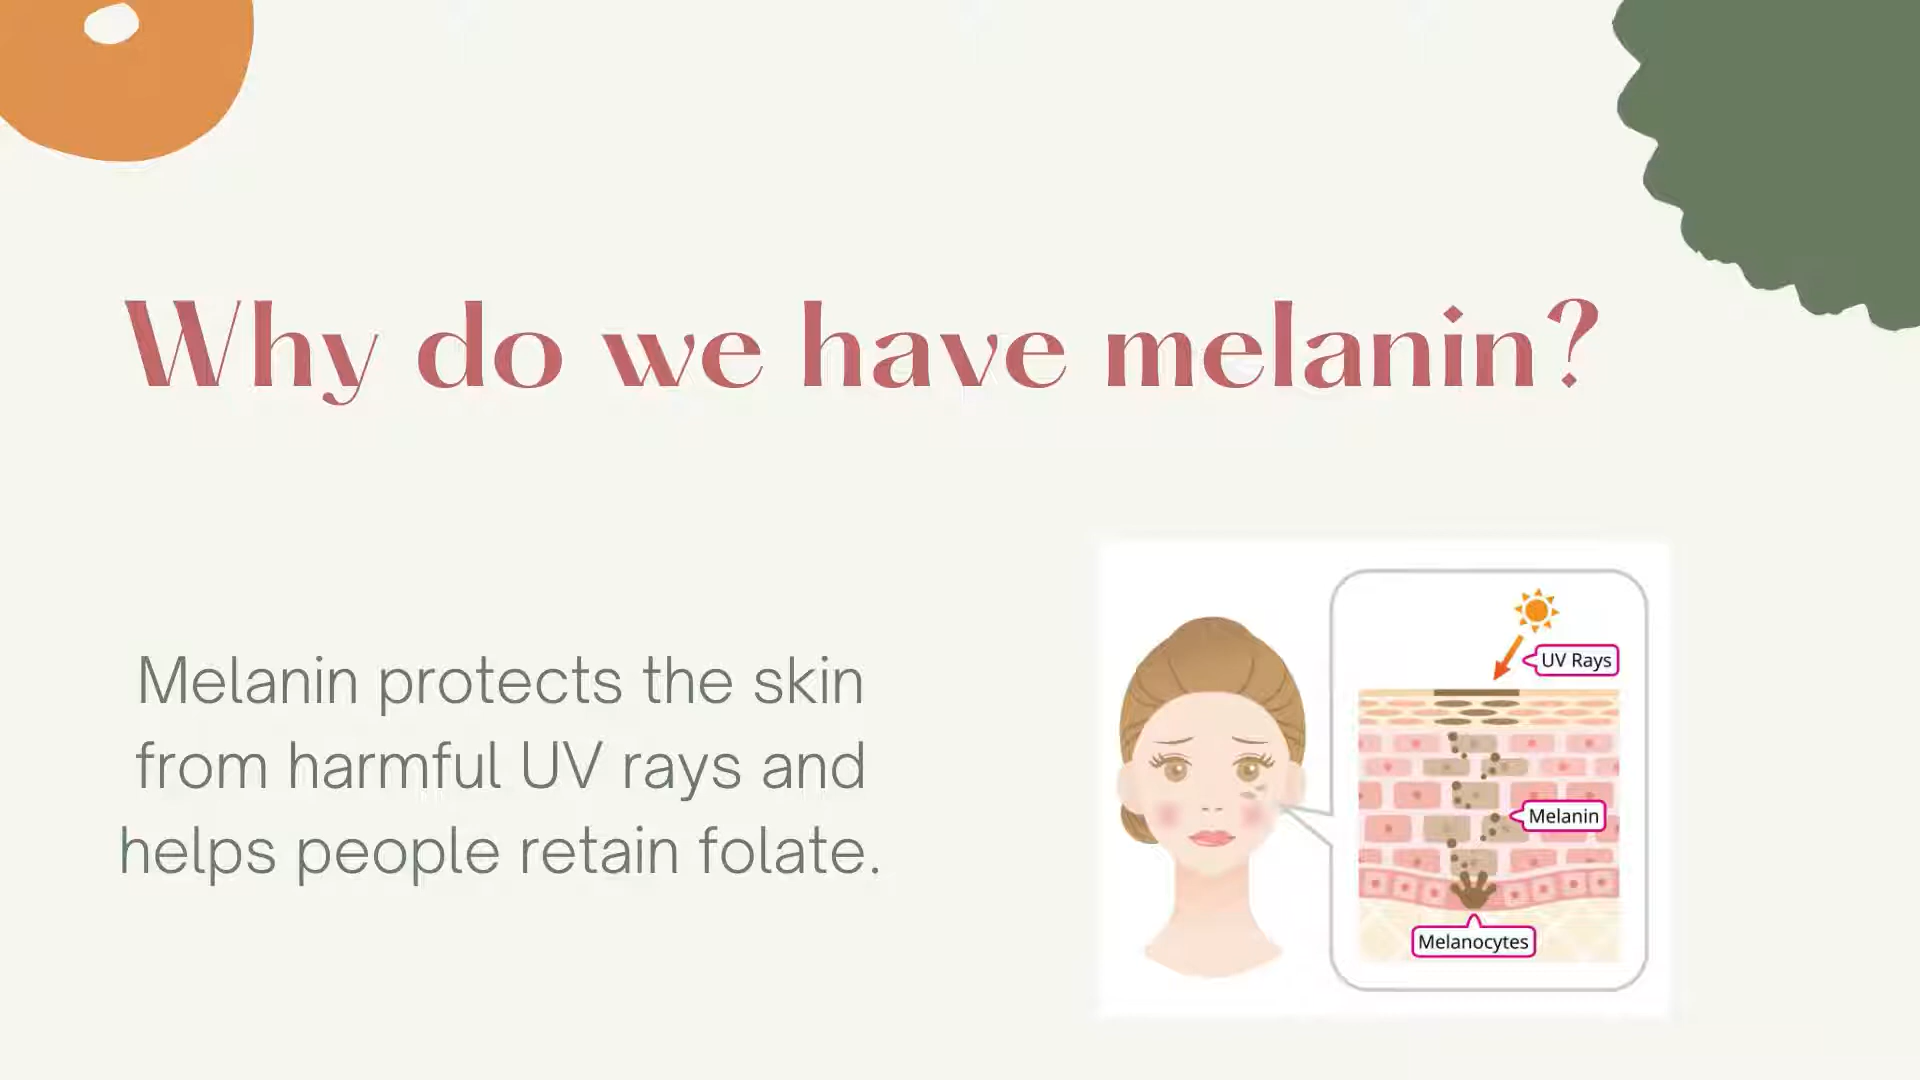 Why do we have melanin?
Melanin protects the skin
from harmful UV rays and
helps people retain folate.
UV Rays
Melanin
Melanocytes